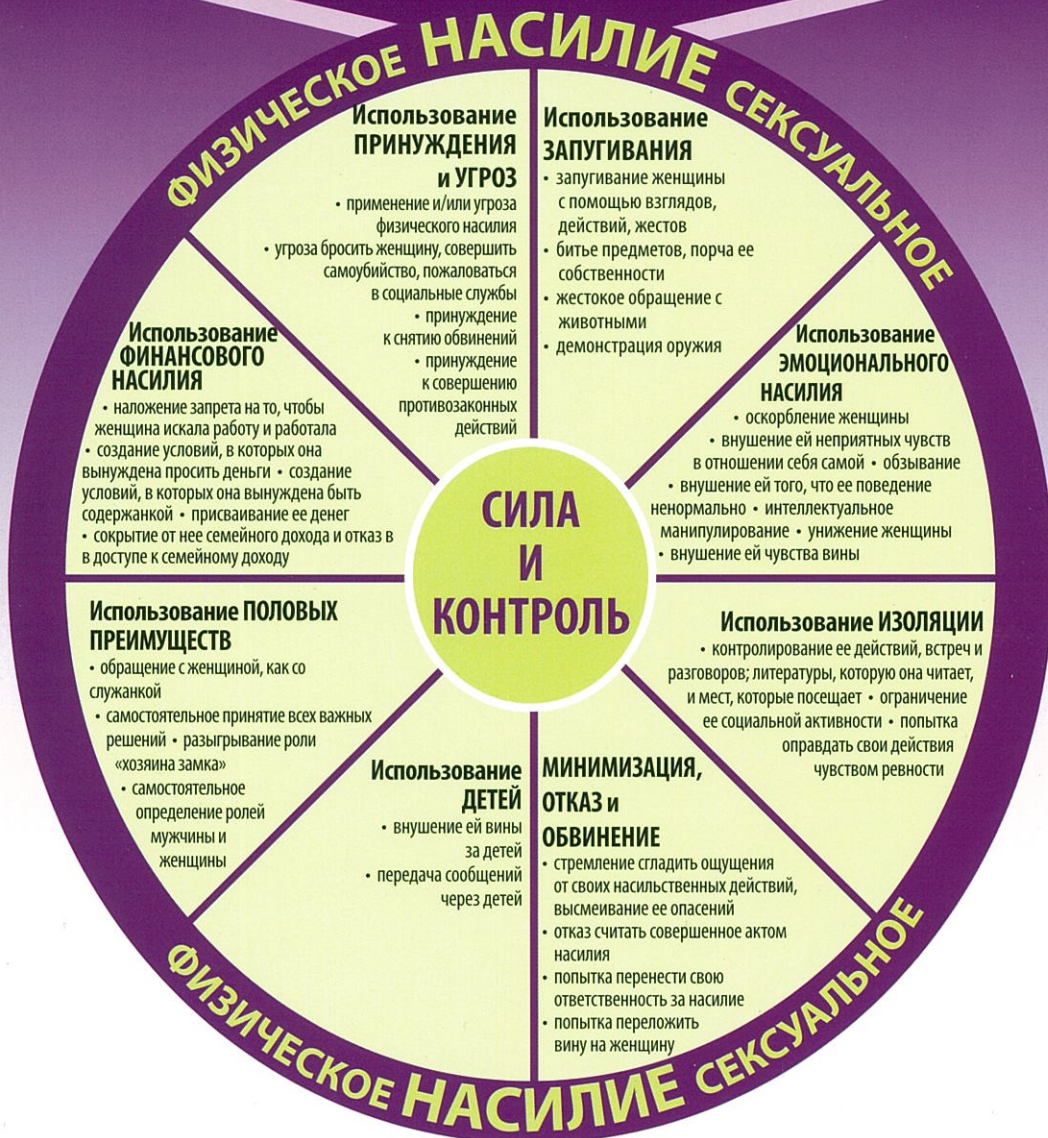 ФИЗИЧЕСКОЕ НАСИЛИЕ СЕКСУАЛЬНОЕ
Использование
ПРИНУЖДЕНИЯ
и УГРОЗ
• применение и/или угроза
физического насилия
• угроза бросить женщину, совершить
самоубийство, пожаловаться
в социальные службы
• принуждение
к снятию обвинений
• принуждение
к совершению
противозаконных
действий
Использование
ЗАПУГИВАНИЯ
• запугивание женщины
с помощью взглядов,
действий, жестов
• битье предметов, порча ее
собственности
• жестокое обращение с
животными
• демонстрация оружия
Использование
ЭМОЦИОНАЛЬНОГО
НАСИЛИЯ
• оскорбление женщины
• внушение ей неприятных чувств
в отношении себя самой • обзывание
• внушение ей того, что ее поведение
ненормально • интеллектуальное
манипулирование • унижение женщины
• внушение ей чувства вины
Использование ИЗОЛЯЦИИ
• контролирование ее действий, встреч и
разговоров; литературы, которую она читает,
и мест, которые посещает • ограничение
ее социальной активности • попытка
оправдать свои действия
чувством ревности
МИНИМИЗАЦИЯ,
ОТКАЗ и
ОБВИНЕНИЕ
• стремление сгладить ощущения
от своих насильственных действий,
высмеивание ее опасений
• отказ считать совершенное актом
насилия
• попытка перенести свою
ответственность за насилие
• попытка переложить
вину на женщину
Использование
ДЕТЕЙ
• внушение ей вины
за детей
• передача сообщений
через детей
Использование ПОЛОВЫХ
ПРЕИМУЩЕСТВ
• обращение с женщиной, как со
служанкой
• самостоятельное принятие всех важных
решений • разыгрывание роли
«хозяина замка»
• самостоятельное
определение ролей
мужчины и
женщины
Использование
ФИНАНСОВОГО
НАСИЛИЯ
• наложение запрета на то, чтобы
женщина искала работу и работала
• создание условий, в которых она
вынуждена просить деньги • создание
условий, в которых она вынуждена быть
содержанкой • присваивание ее денег
• сокрытие от нее семейного дохода и отказ в
в доступе к семейному доходу
СИЛА
И
КОНТРОЛЬ
ФИЗИЧЕСКОЕ НАСИЛИЕ СЕКСУАЛЬНОЕ